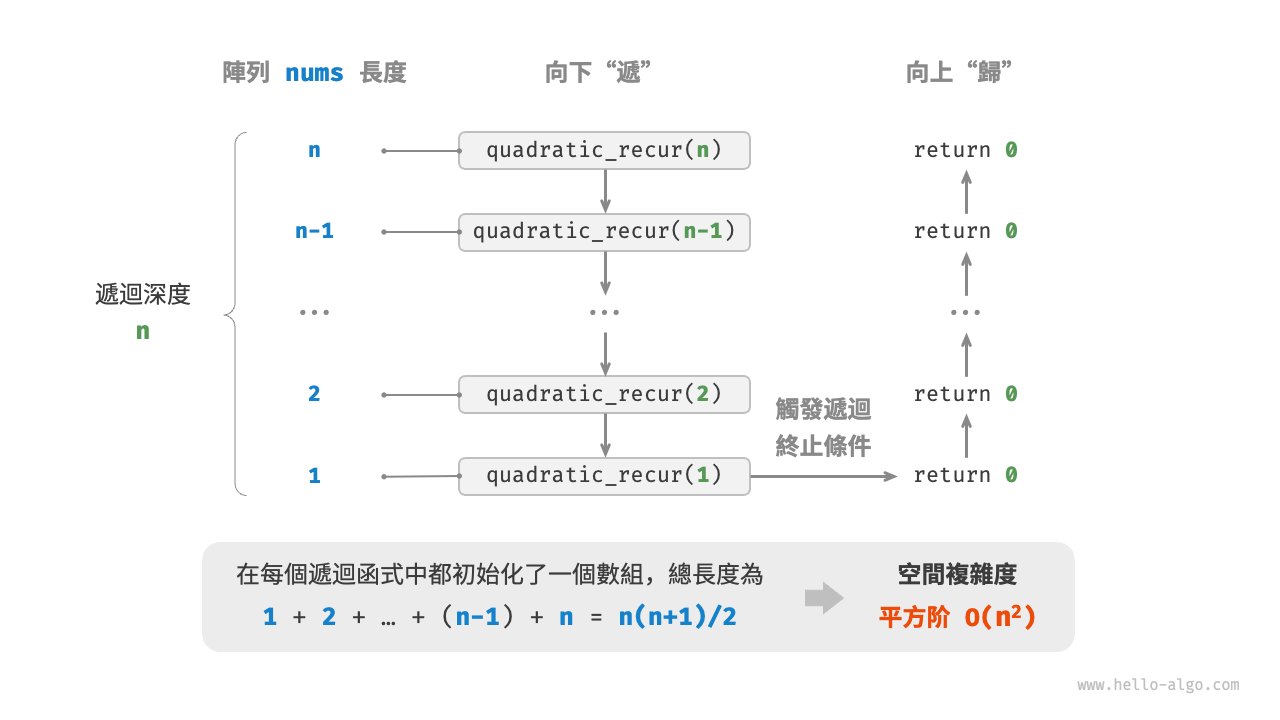 陣列 nums 長度
向下“遞”
向上“歸”
n
quadratic_recur(n)
return 0
n-1
quadratic_recur(n-1)
return 0
遞迴深度
n
...
...
...
2
quadratic_recur(2)
return 0
觸發遞迴
終止條件
1
quadratic_recur(1)
return 0
在每個遞迴函式中都初始化了一個數組，總長度為
1 + 2 + … + (n-1) + n = n(n+1)/2
空間複雜度
平方阶 O(n²)
www.hello-algo.com